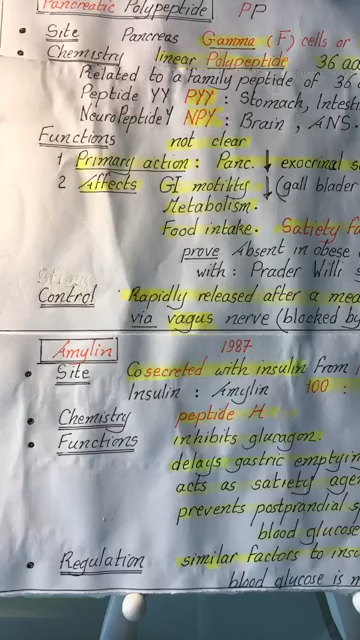 Pancreatic Polypeptide PP
• Site Pancreas Gamma (F) cells or
• Chemistry linear Polypeptide 36 aa
Related to a family peptide of 36 a
Peptide YY PYY : Stomach, Intesti
NeuroPeptide Y NPY : Brain, ANS.
Functions not clear
1 Primary action : Panc. ↓ exocrinal s
2 Affects GI motility ↓ (gall bladder
Metabolism.
Food intake. Satiety fa
prove Absent in obese
with : Prader Willi s
Control Rapidly released after a mea
via vagus nerve (blocked by
Amylin 1987
• Site Cosecreted with insulin from
Insulin : Amylin 100 :
• Chemistry peptide H
• Functions inhibits glucagon.
delays gastric emptyin
acts as satiety agen
prevents postprandial s
blood glucose
• Regulation similar factors to insu
blood glucose is m